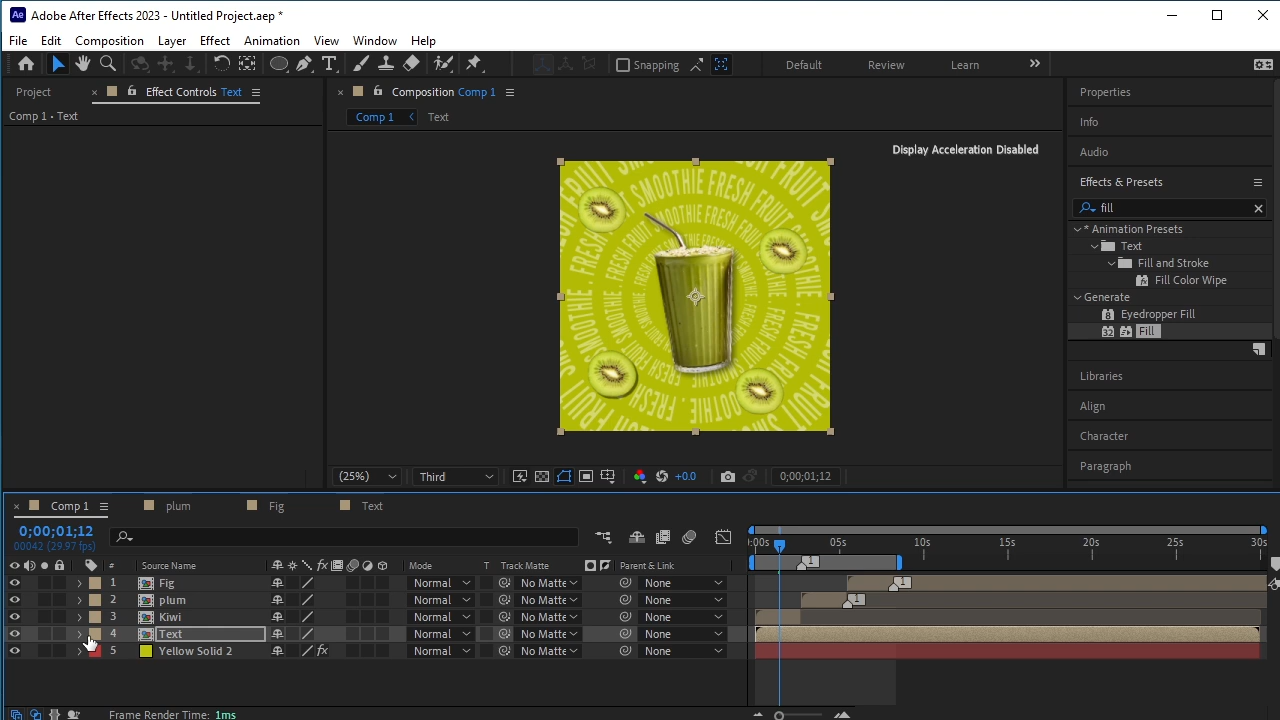 Adobe After Effects 2023 - Untitled Project.aep *
File Edit Composition Layer Effect Animation View Window Help
Snapping Default Review Learn
Project Effect Controls Text
Comp 1 • Text
Composition Comp 1
Comp 1 Text
Display Acceleration Disabled
SMOOTHIE FRESH FRUIT
SMOOTHIE FRESH FRUIT
Properties
Info
Audio
Effects & Presets
fill
* Animation Presets
Text
Fill and Stroke
Fill Color Wipe
Generate
Eyedropper Fill
Fill
Libraries
Align
Character
Paragraph
(25%) Third +0.0 0;00;01;12
Comp 1 plum Fig Text
0;00;01;12
00042 (29.97 fps)
:00s 05s 10s 15s 20s 25s 30s
# Source Name Mode T Track Matte Parent & Link
1 Fig Normal No Matte None
2 plum Normal No Matte None
3 Kiwi Normal No Matte None
4 Text Normal No Matte None
5 Yellow Solid 2 Normal No Matte None
Frame Render Time: 1ms